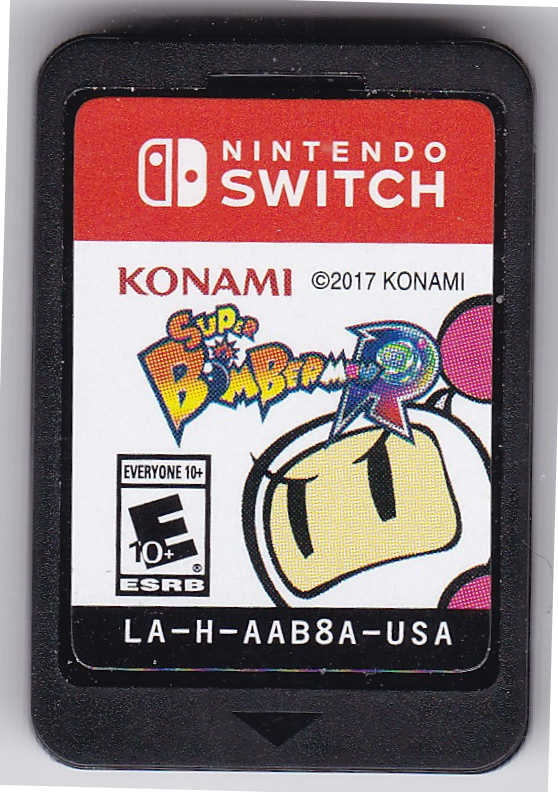 NINTENDO
SWITCH
KONAMI ©2017 KONAMI
SUPER
BOMBERMAN R
EVERYONE 10+
E
10+
®
ESRB
LA-H-AAB8A-USA